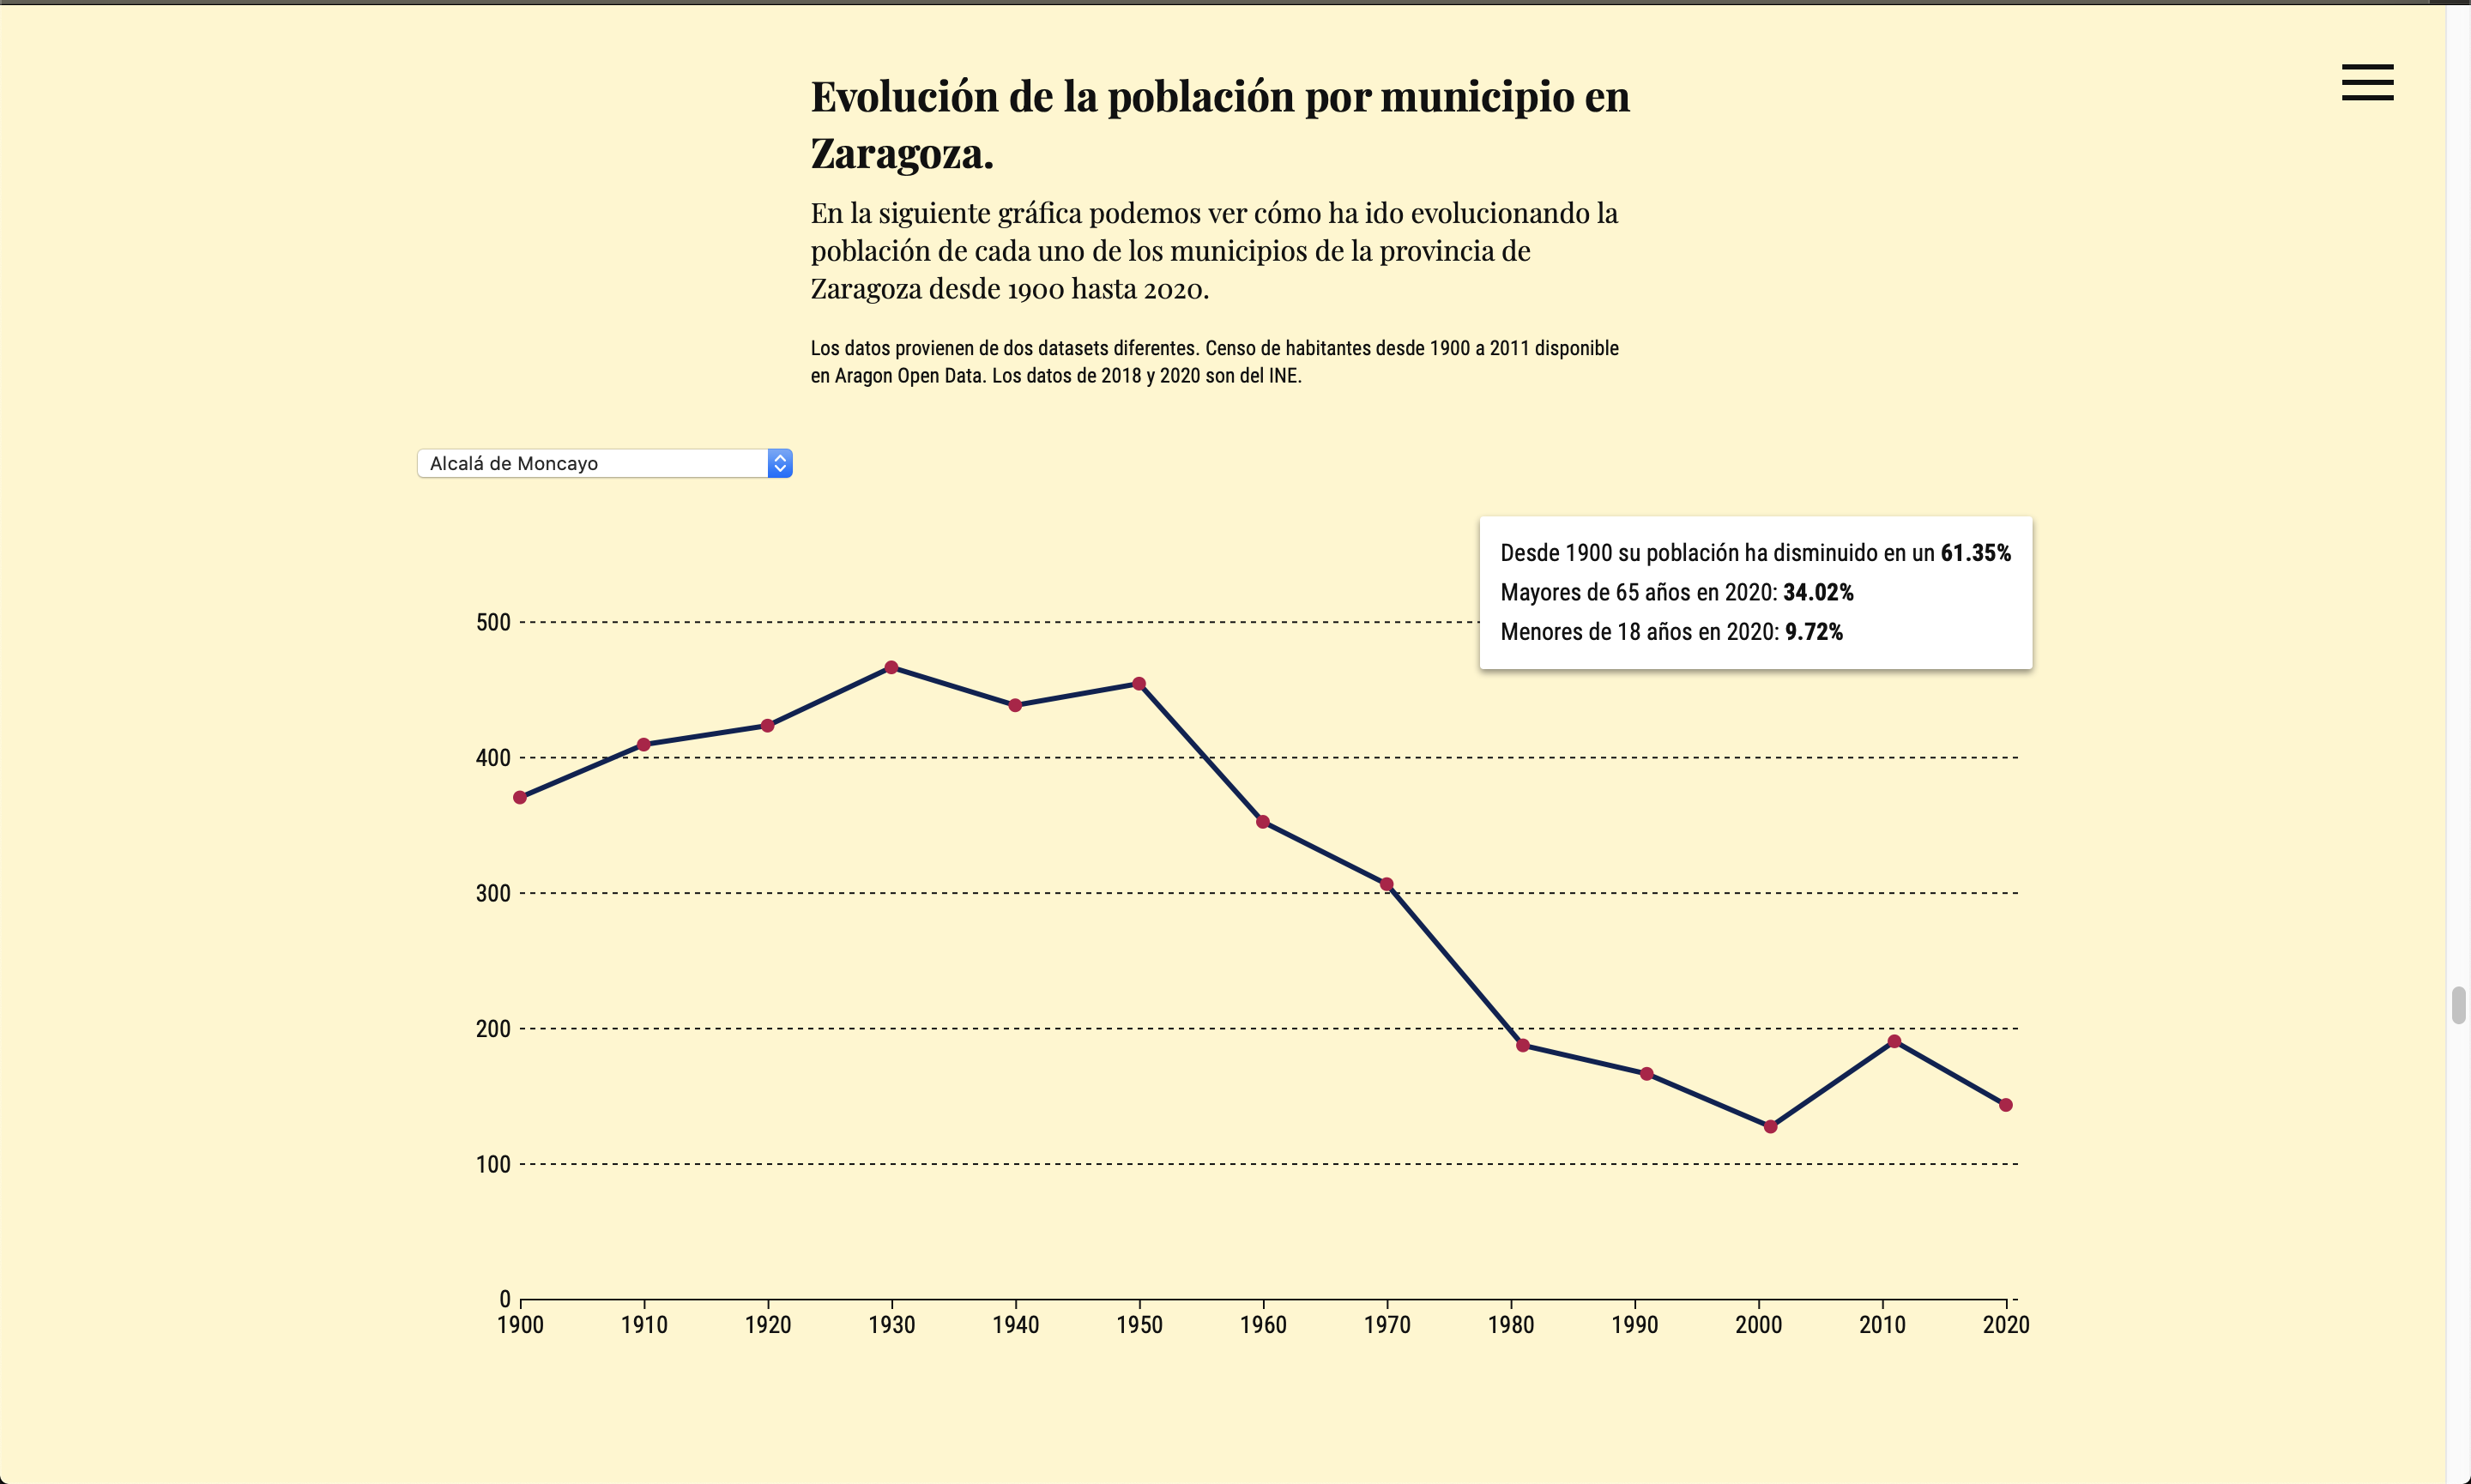 Evolución de la población por municipio en
Zaragoza.
En la siguiente gráfica podemos ver cómo ha ido evolucionando la
población de cada uno de los municipios de la provincia de
Zaragoza desde 1900 hasta 2020.
Los datos provienen de dos datasets diferentes. Censo de habitantes desde 1900 a 2011 disponible
en Aragon Open Data. Los datos de 2018 y 2020 son del INE.
Alcalá de Moncayo
Desde 1900 su población ha disminuido en un 61.35%
Mayores de 65 años en 2020: 34.02%
Menores de 18 años en 2020: 9.72%
500
400
300
200
100
0
1900 1910 1920 1930 1940 1950 1960 1970 1980 1990 2000 2010 2020